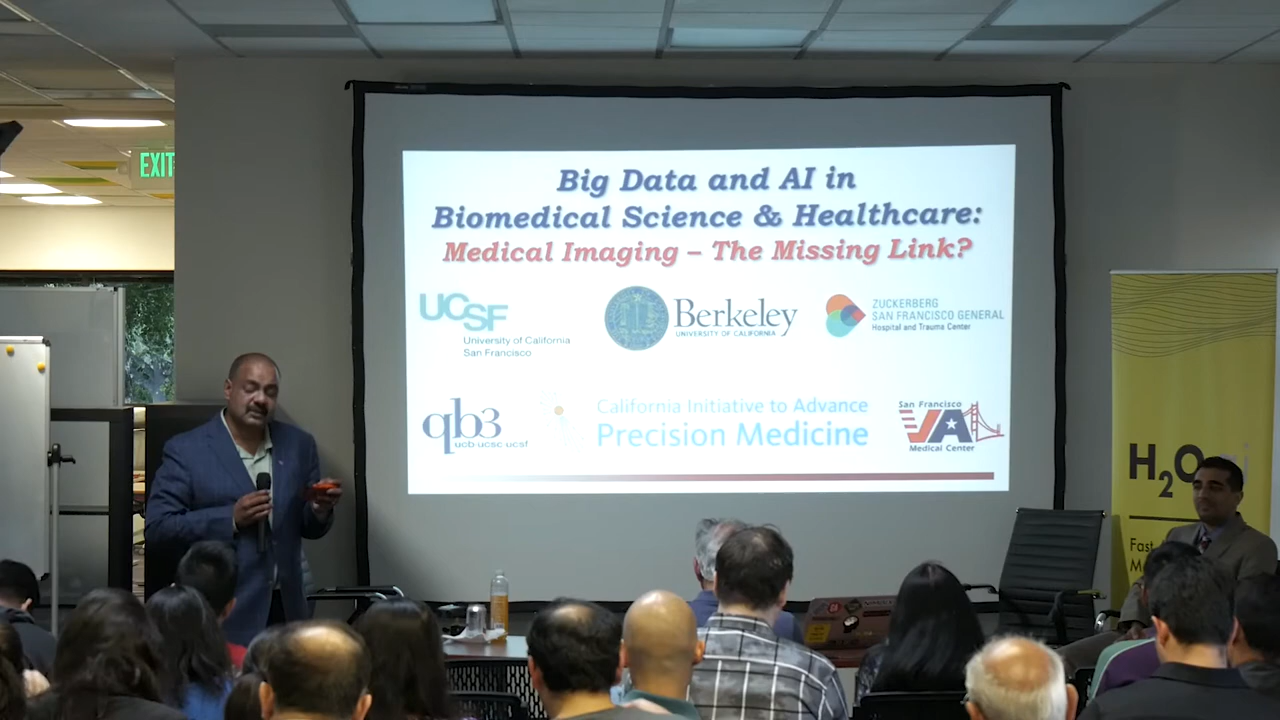 EXIT
Big Data and AI in
Biomedical Science & Healthcare:
Medical Imaging – The Missing Link?
UCSF
University of California
San Francisco
Berkeley
UNIVERSITY OF CALIFORNIA
ZUCKERBERG
SAN FRANCISCO GENERAL
Hospital and Trauma Center
qb3
ucb ucsc ucsf
California Initiative to Advance
Precision Medicine
San Francisco
VA
Medical Center
H2O